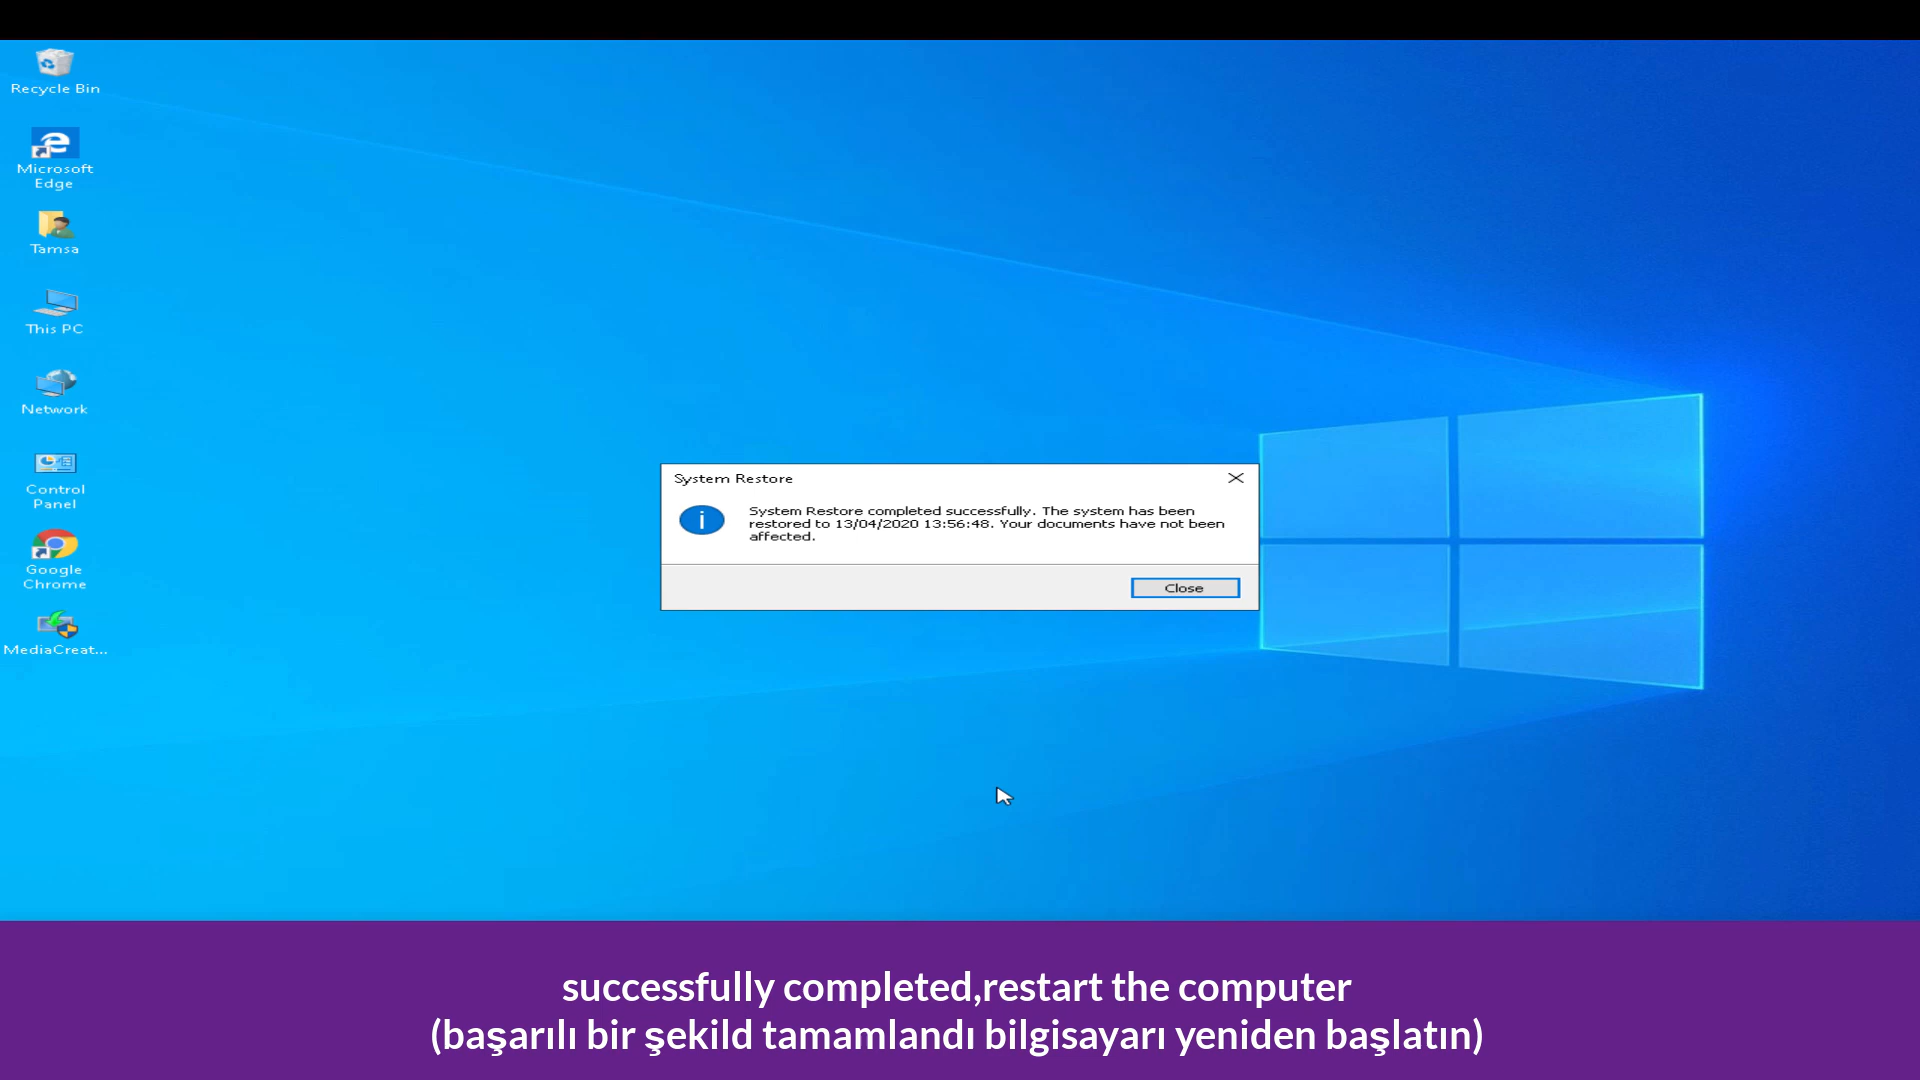 Recycle Bin
Microsoft
Edge
Tamsa
This PC
Network
Control
Panel
Google
Chrome
MediaCreat...
System Restore
System Restore completed successfully. The system has been
restored to 13/04/2020 13:56:48. Your documents have not been
affected.
Close
successfully completed,restart the computer
(başarılı bir şekild tamamlandı bilgisayarı yeniden başlatın)